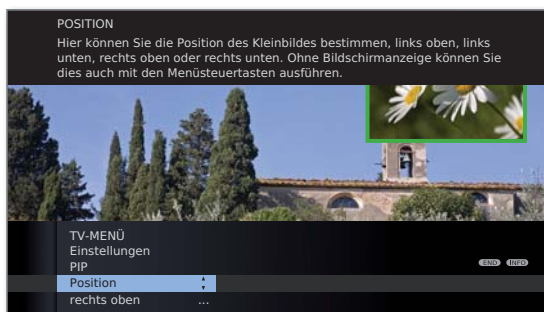 POSITION
Hier können Sie die Position des Kleinbildes bestimmen, links oben, links
unten, rechts oben oder rechts unten. Ohne Bildschirmanzeige können Sie
dies auch mit den Menüsteuertasten ausführen.
TV-MENÜ
Einstellungen
PIP
END INFO
Position
rechts oben ...